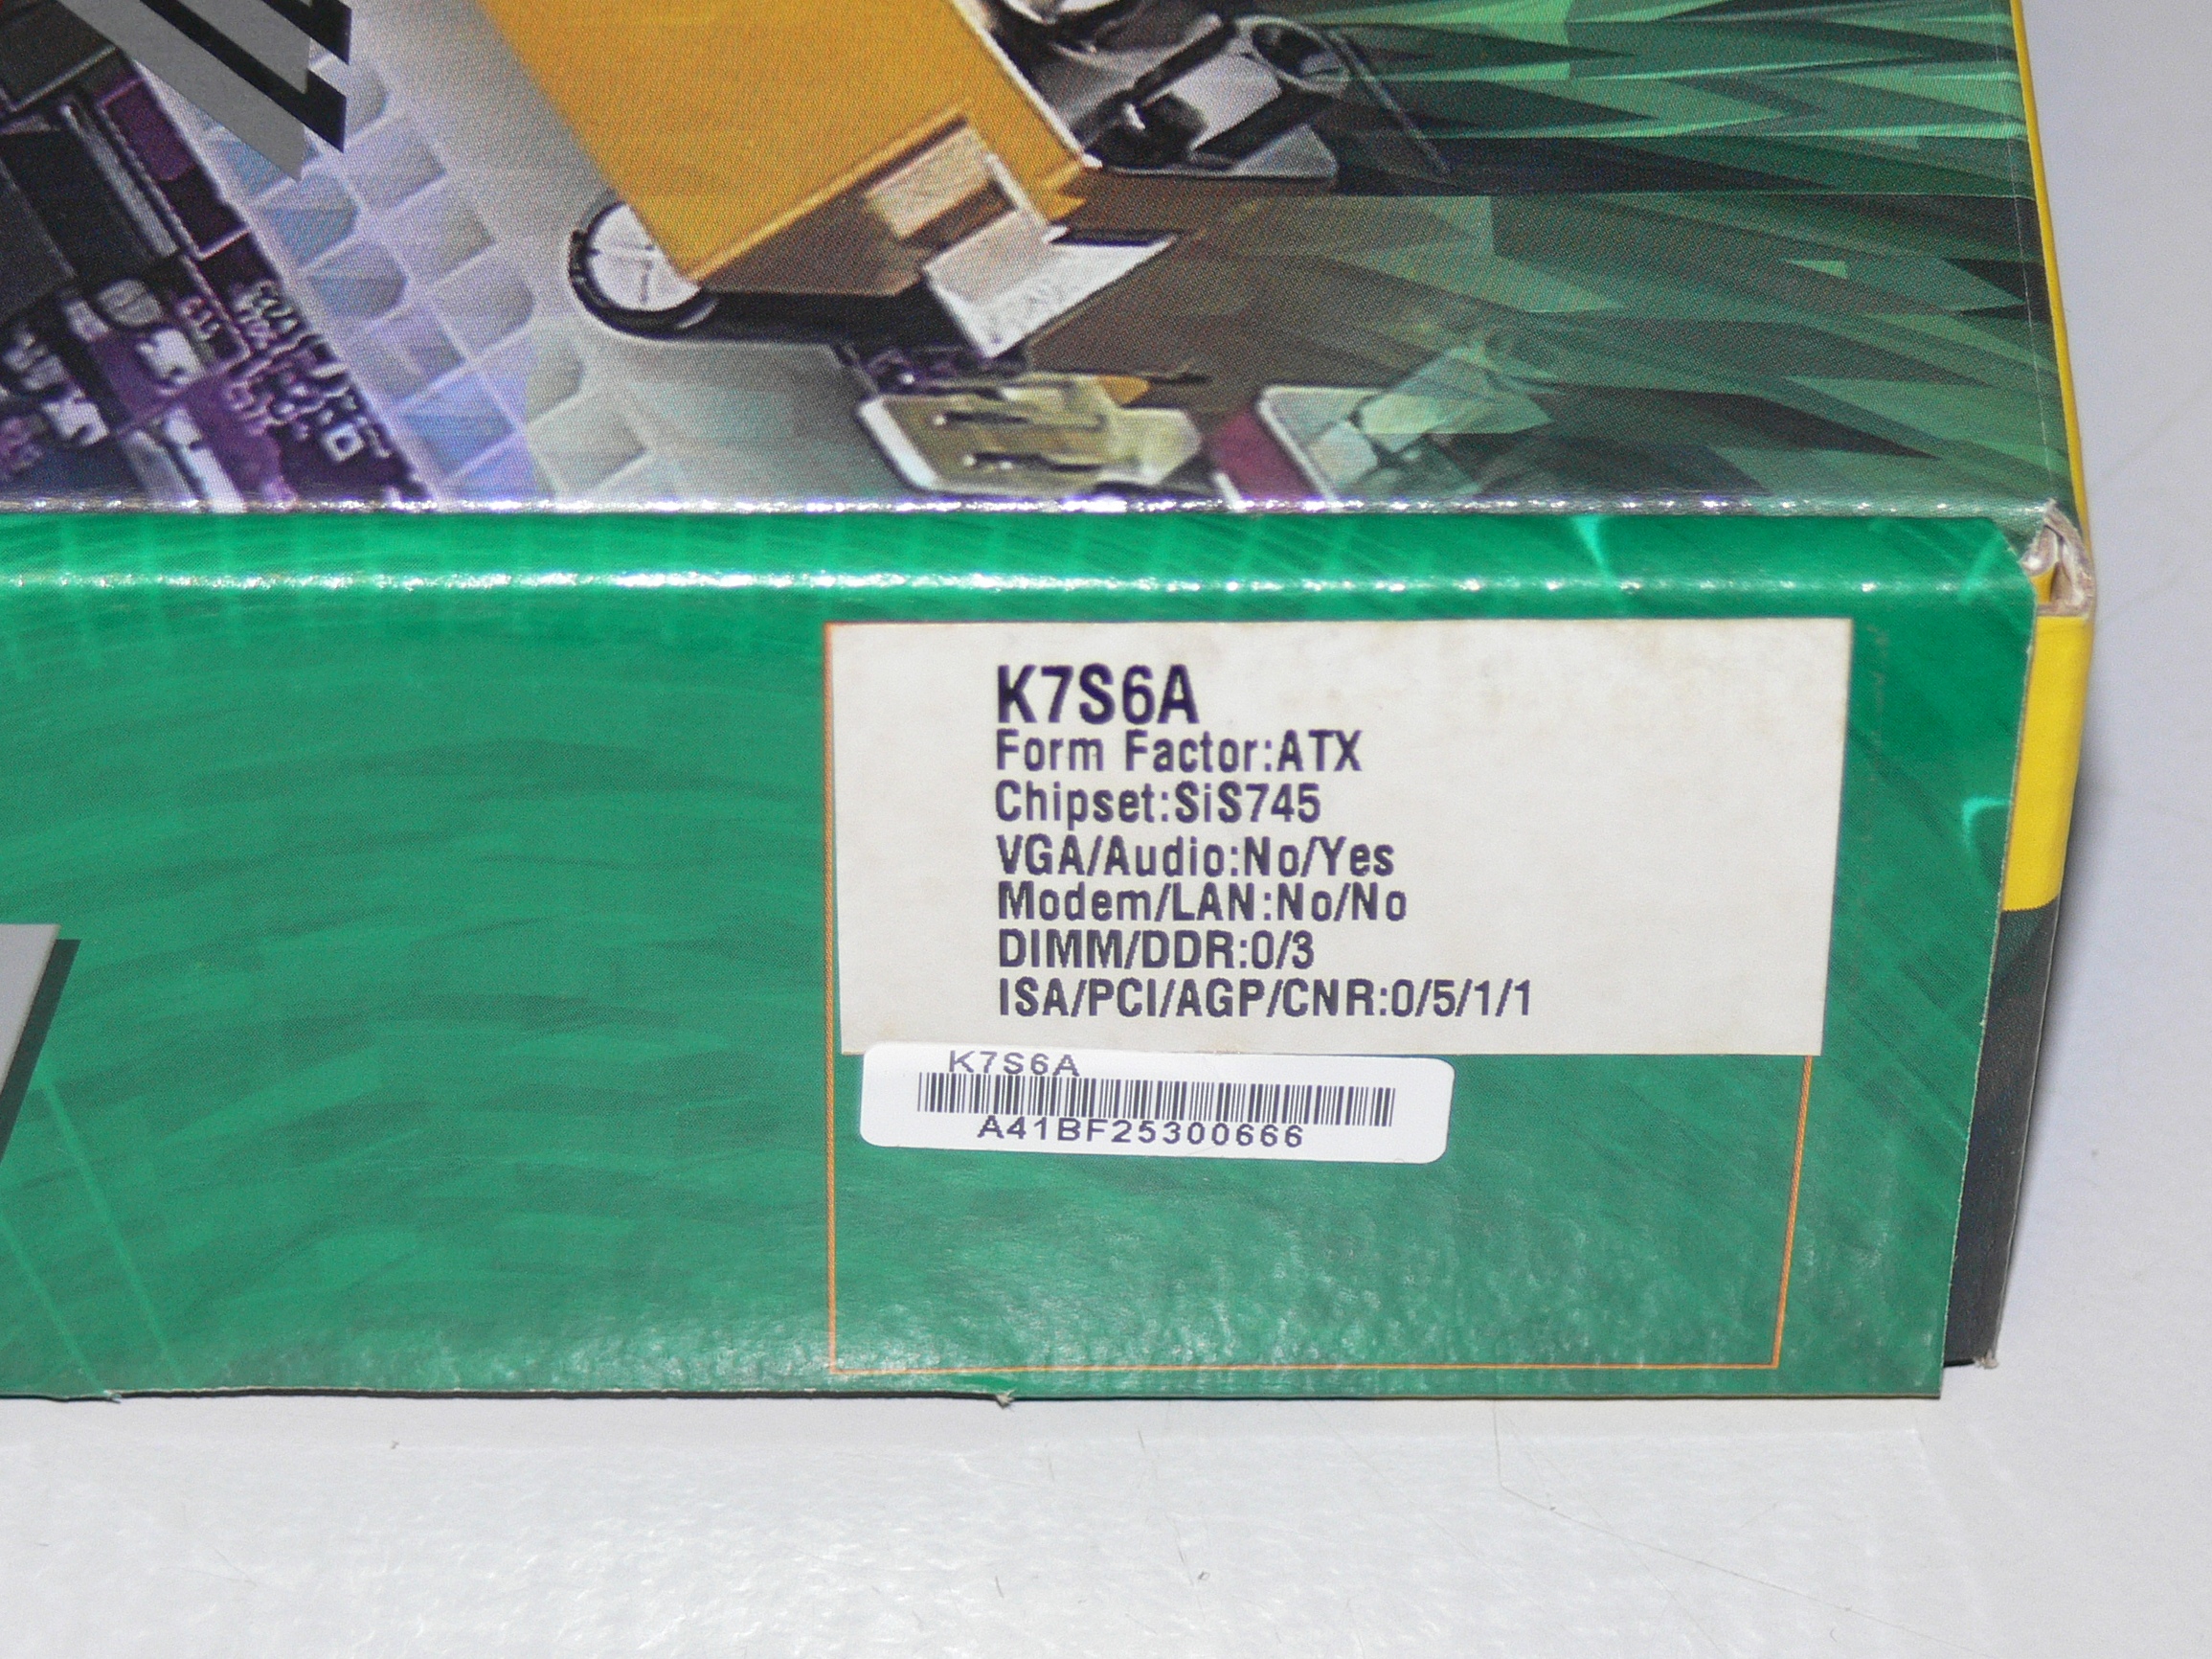 K7S6A
Form Factor:ATX
Chipset:SiS745
VGA/Audio:No/Yes
Modem/LAN:No/No
DIMM/DDR:0/3
ISA/PCI/AGP/CNR:0/5/1/1
K7S6A
A41BF25300666